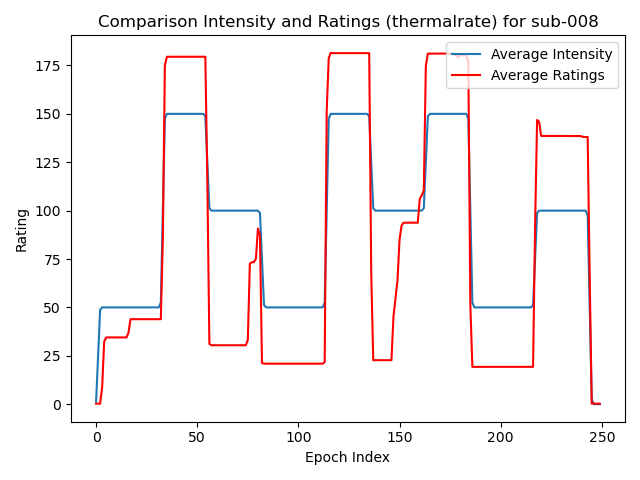 Comparison Intensity and Ratings (thermalrate) for sub-008
Average Intensity
Average Ratings
175
150
125
100
75
50
25
0
Rating
0 50 100 150 200 250
Epoch Index